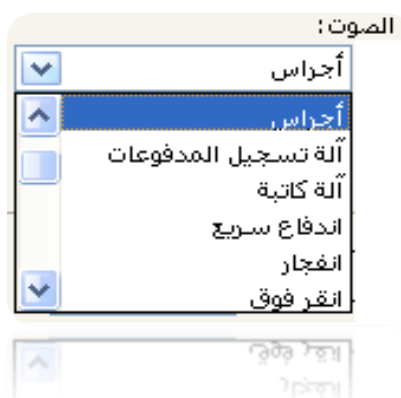 الصوت:
أجراس
أجراس
آلة تسجيل المدفوعات
آلة كاتبة
اندفاع سريع
انفجار
انقر فوق